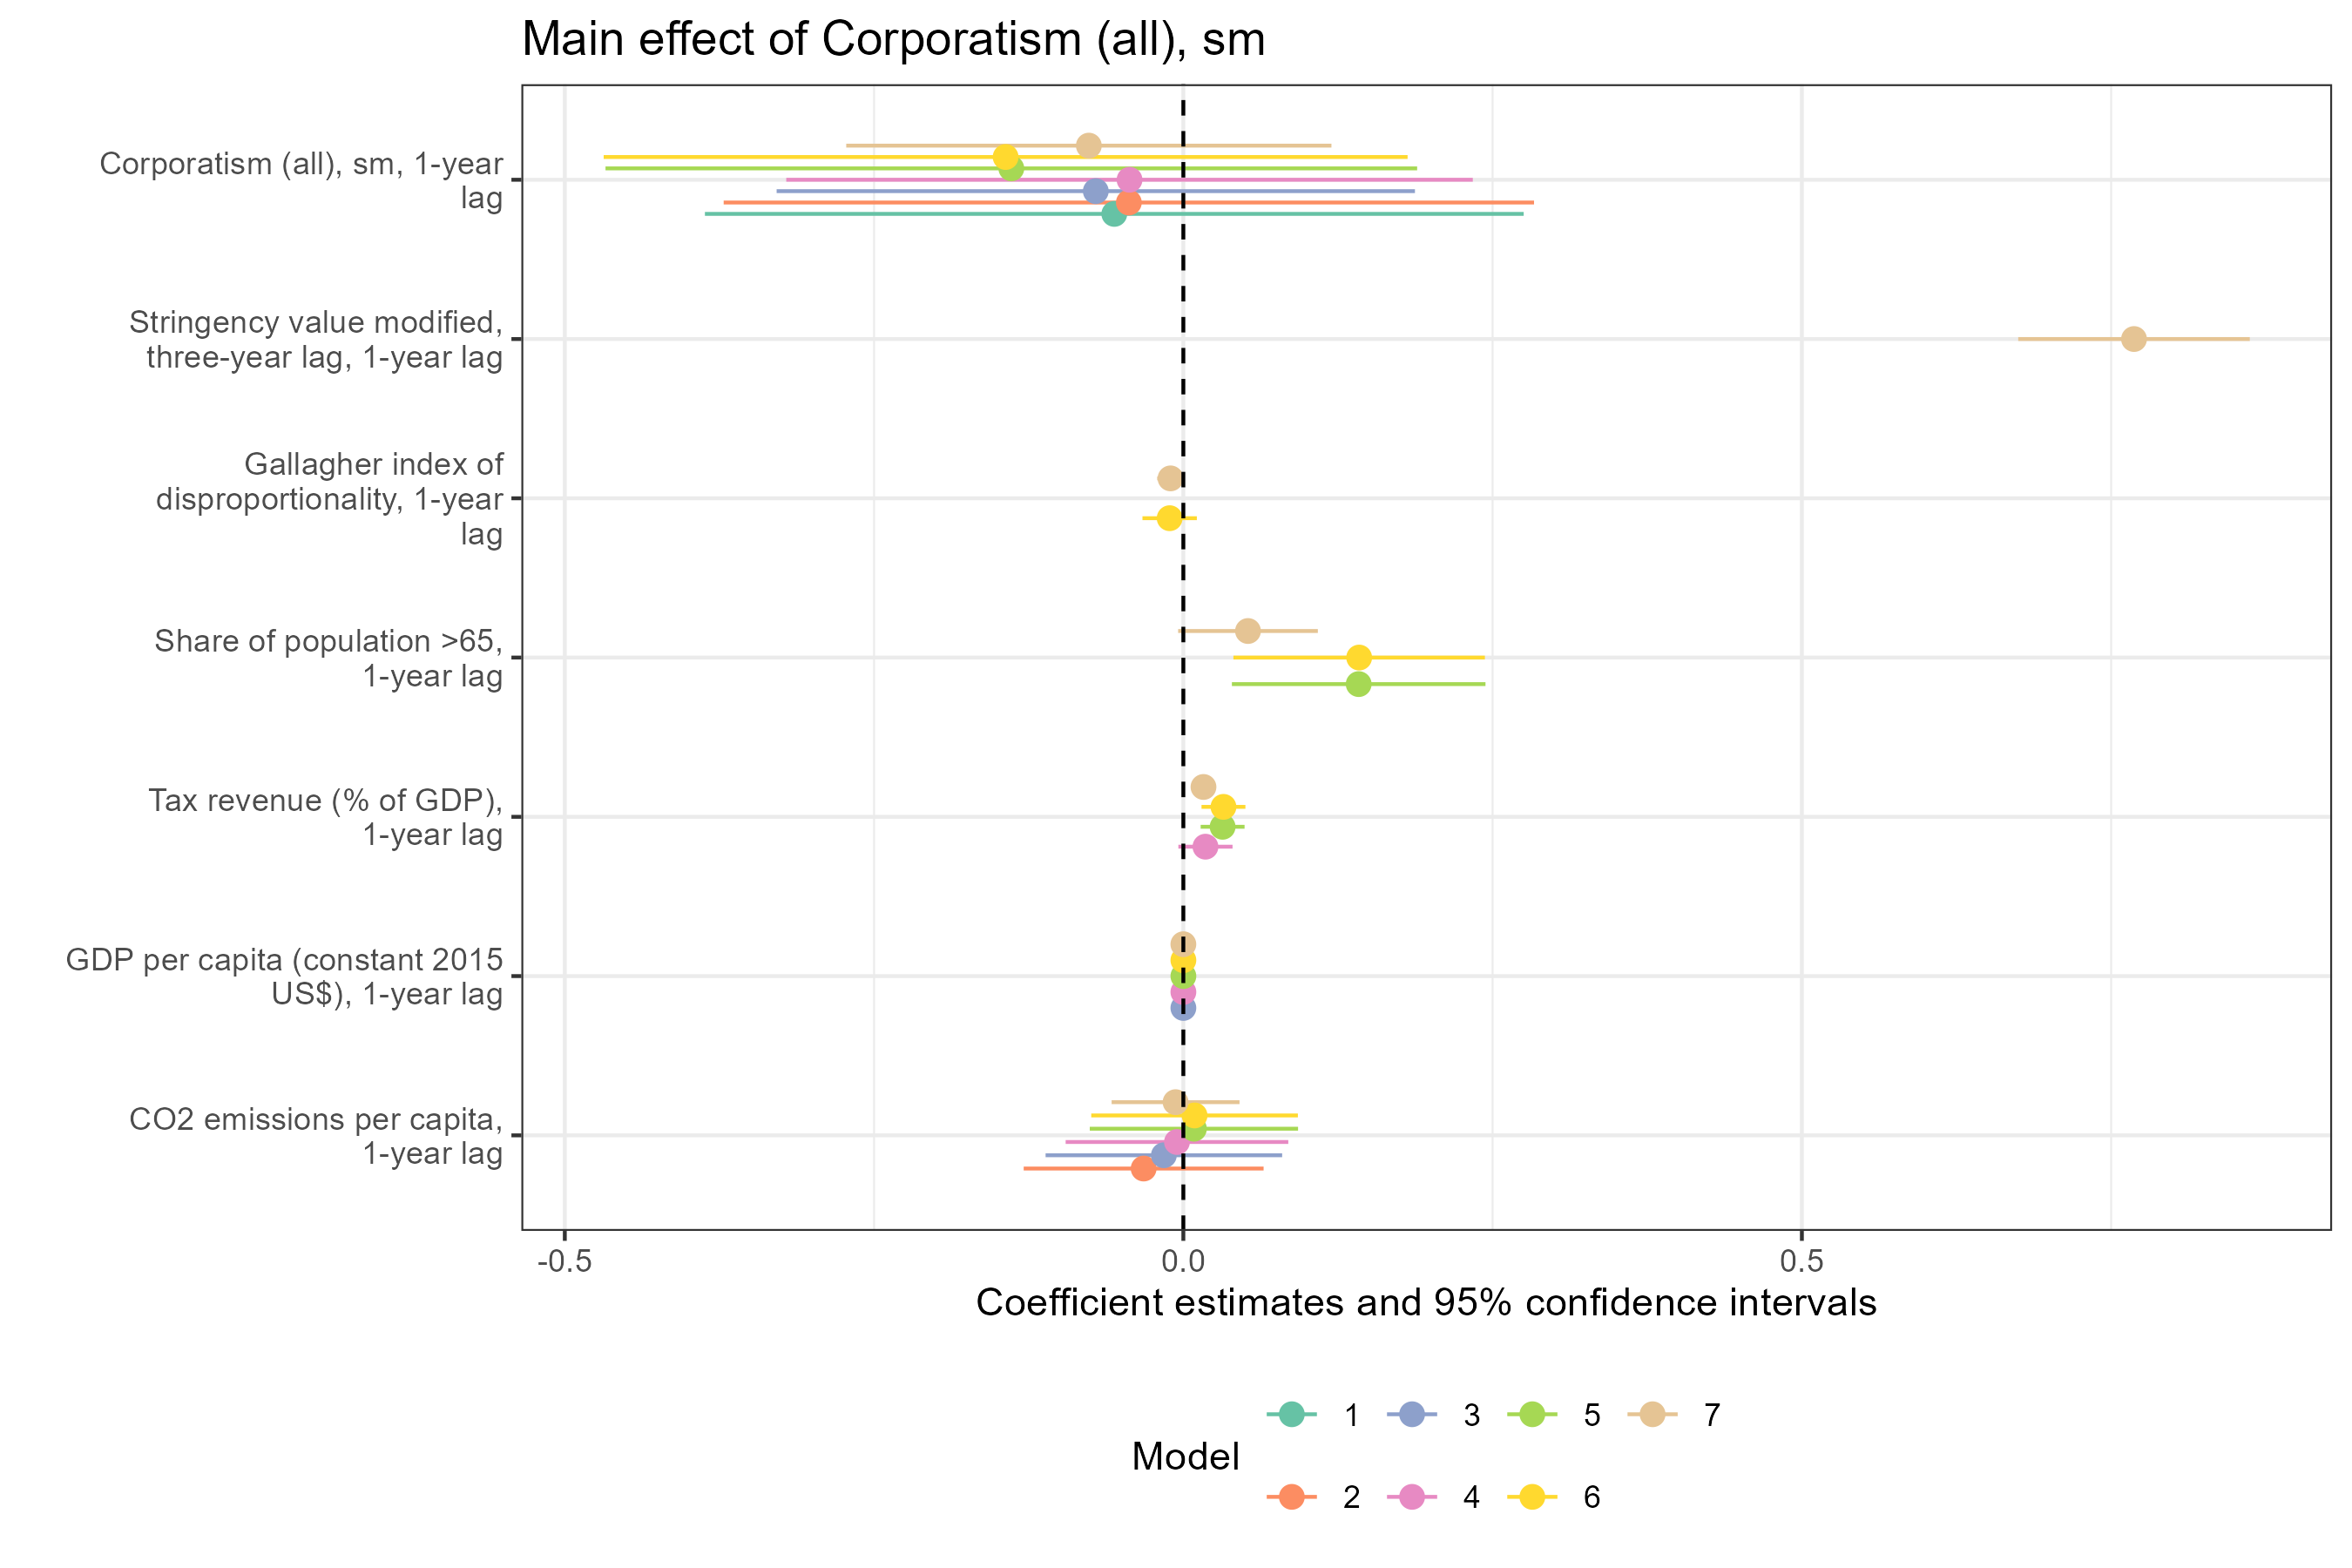 Main effect of Corporatism (all), sm
Corporatism (all), sm, 1-year
lag
Stringency value modified,
three-year lag, 1-year lag
Gallagher index of
disproportionality, 1-year
lag
Share of population >65,
1-year lag
Tax revenue (% of GDP),
1-year lag
GDP per capita (constant 2015
US$), 1-year lag
CO2 emissions per capita,
1-year lag
-0.5 0.0 0.5
Coefficient estimates and 95% confidence intervals
Model
1 3 5 7
2 4 6